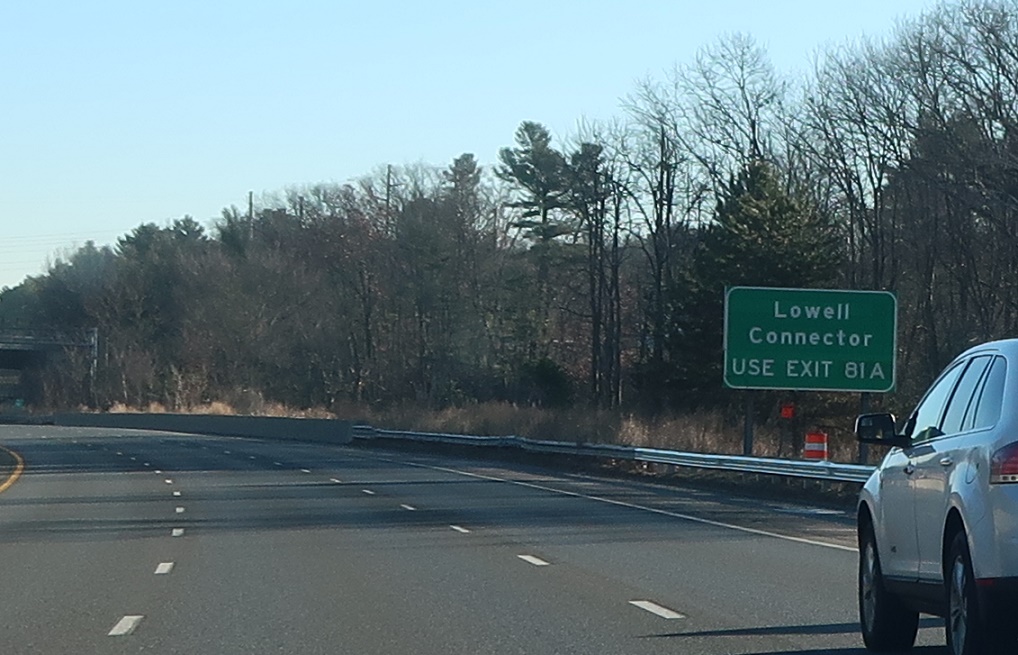 Lowell
Connector
USE EXIT 81A